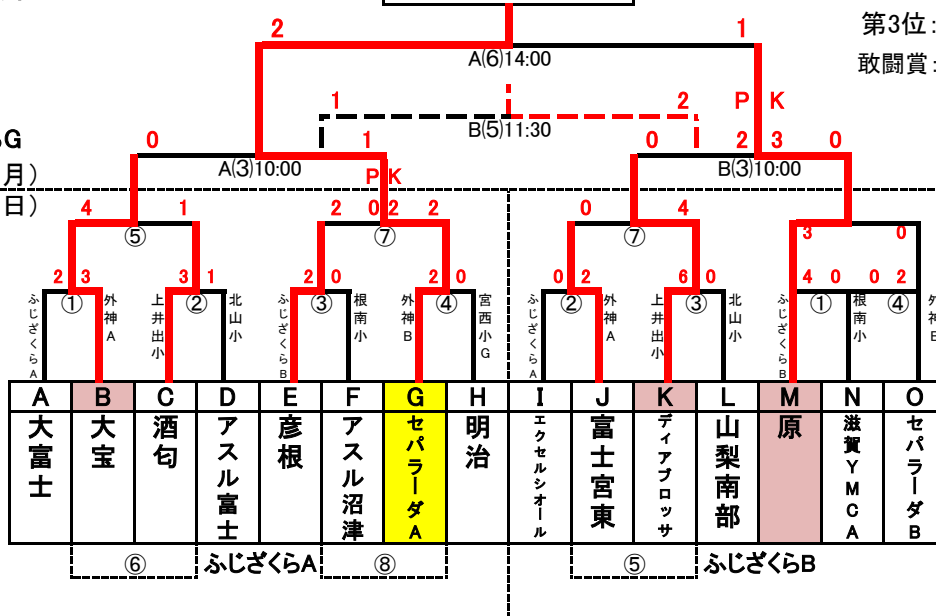 2 1
第3位:
A(6)14:00
敢闘賞:
1 2 P K
B(5)11:30
G
0 1 0 2 3 0
A(3)10:00 B(3)10:00
月)
P K
日)
4 1 2 0 2 2 0 4 3 0
⑤ ⑦ ⑦
2 3 3 1 2 0 2 0 0 2 6 0 4 0 0 2
① ② ③ ④ ② ③ ① ④
ふじざくらA 外神A 上井出小 北山小 ふじざくらB 根南小 外神B 宮西小G ふじざくらA 外神A 上井出小 北山小 ふじざくらB 根南小
A B C D E F G H I J K L M N O
大富士 大宝 酒匂 アスル富士 彦根 アスル沼津 セパラーダA 明治 エクセルシオール 富士宮東 ディアブロッサ 山梨南部 原 滋賀YMCA セパラーダB
⑥ ふじざくらA ⑧ ⑤ ふじざくらB